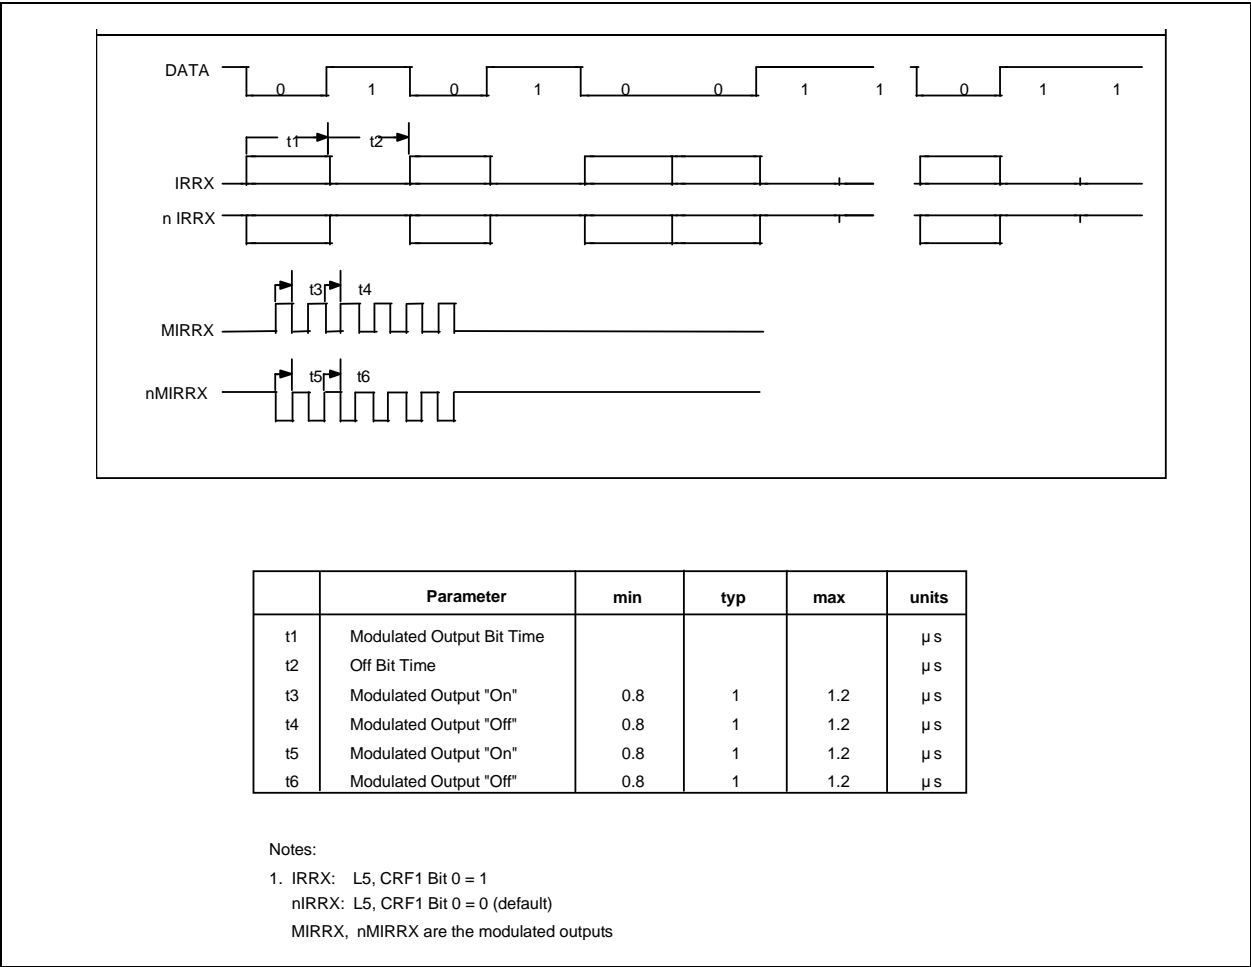 DATA
0 1 0 1 0 0 1 1 0 1 1
t1 t2
IRRX
n IRRX
t3 t4
MIRRX
t5 t6
nMIRRX
Parameter min typ max units
t1 Modulated Output Bit Time µs
t2 Off Bit Time µs
t3 Modulated Output "On" 0.8 1 1.2 µs
t4 Modulated Output "Off" 0.8 1 1.2 µs
t5 Modulated Output "On" 0.8 1 1.2 µs
t6 Modulated Output "Off" 0.8 1 1.2 µs
Notes:
1. IRRX: L5, CRF1 Bit 0 = 1
nIRRX: L5, CRF1 Bit 0 = 0 (default)
MIRRX, nMIRRX are the modulated outputs